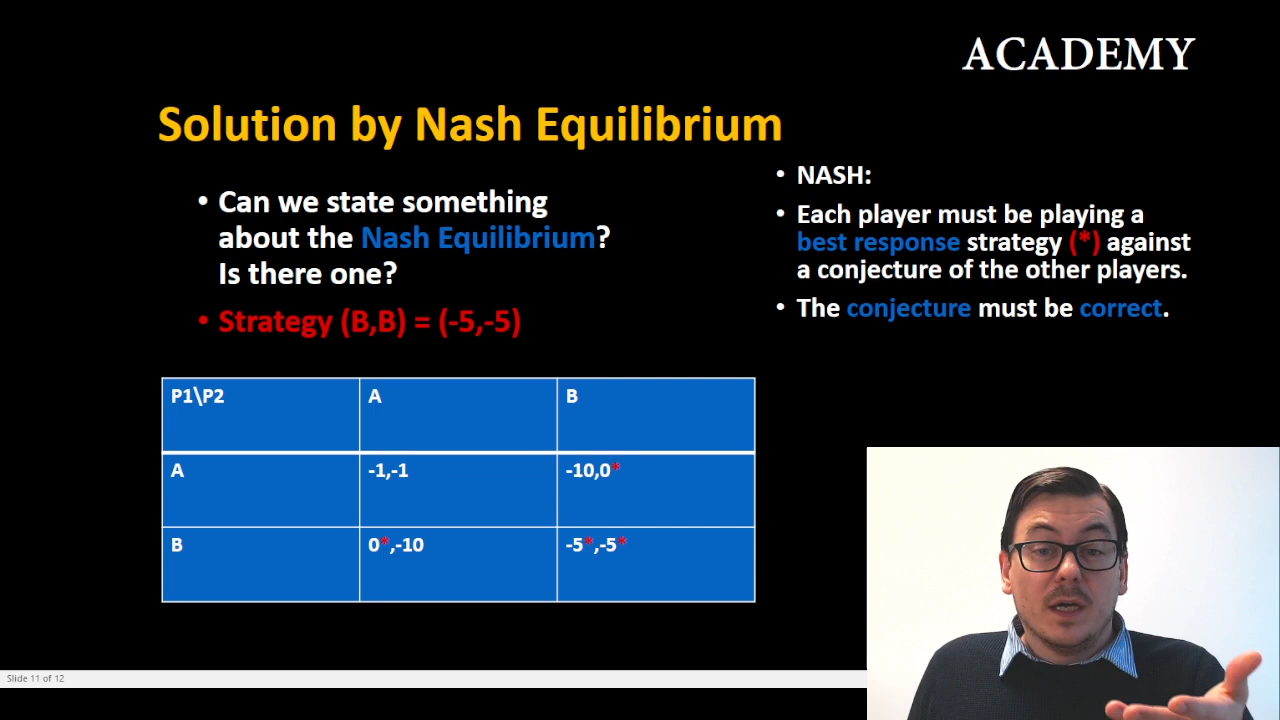 ACADEMY
Solution by Nash Equilibrium
• Can we state something
about the Nash Equilibrium?
Is there one?
• Strategy (B,B) = (-5,-5)
• NASH:
• Each player must be playing a
best response strategy (*) against
a conjecture of the other players.
• The conjecture must be correct.
P1\P2 A B
A -1,-1 -10,0*
B 0*,-10 -5*,-5*
Slide 11 of 12